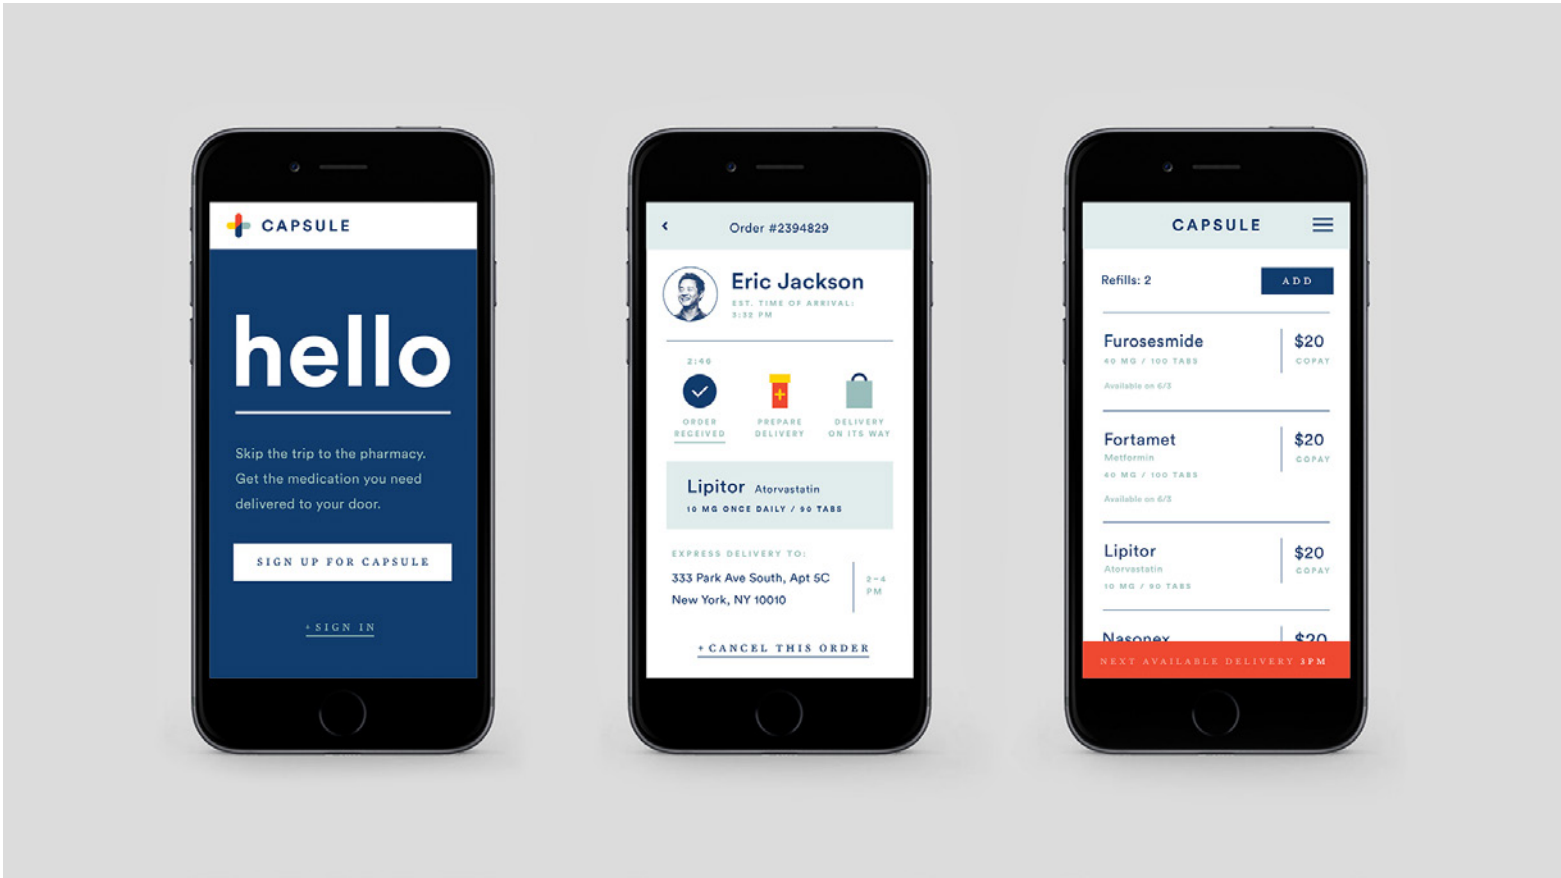 CAPSULE
hello
Skip the trip to the pharmacy.
Get the medication you need
delivered to your door.
SIGN UP FOR CAPSULE
+ SIGN IN
Order #2394829
Eric Jackson
EST. TIME OF ARRIVAL:
3:32 PM
2:40
ORDER
RECEIVED
PREPARE
DELIVERY
DELIVERY
ON ITS WAY
Lipitor Atorvastatin
10 MG ONCE DAILY / 90 TABS
EXPRESS DELIVERY TO:
333 Park Ave South, Apt 5C
New York, NY 10010
2–4
PM
+ CANCEL THIS ORDER
CAPSULE
Refills: 2
ADD
Furosesmide
$20
40 MG / 100 TABS
COPAY
Available on 6/3
Fortamet
$20
Metformin
COPAY
40 MG / 100 TABS
Available on 6/3
Lipitor
$20
Atorvastatin
COPAY
10 MG / 90 TABS
Nasonex
$20
NEXT AVAILABLE DELIVERY 3PM